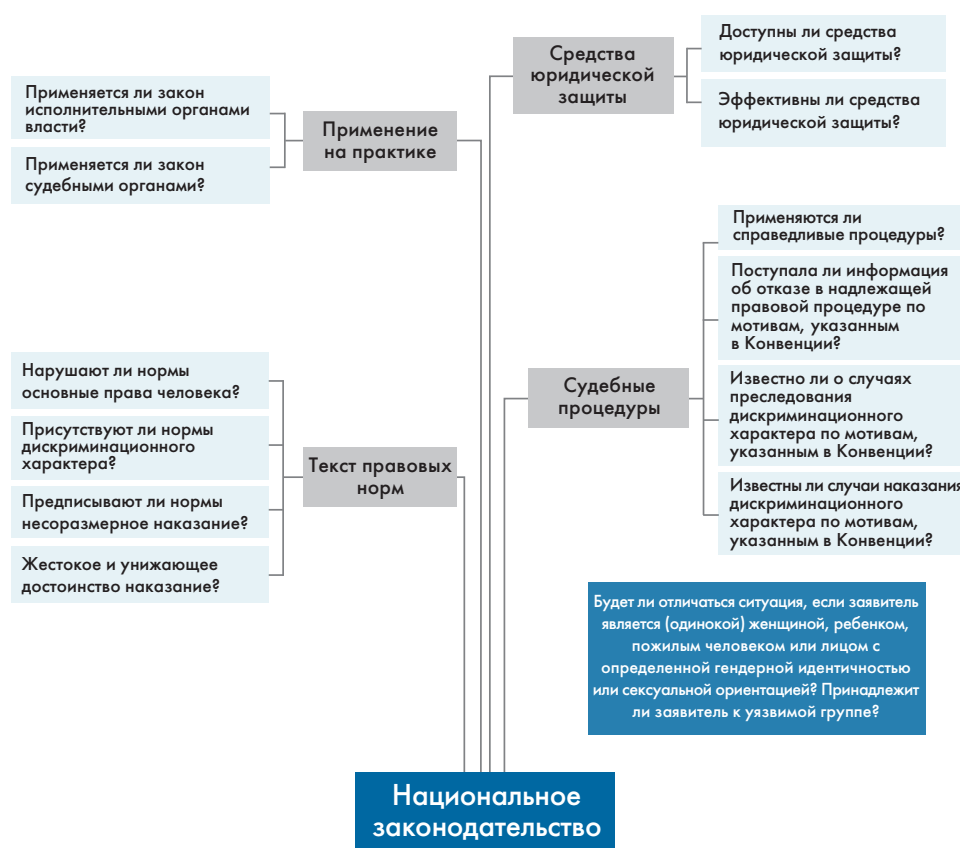 Средства
юридической
защиты
Доступны ли средства
юридической защиты?
Эффективны ли средства
юридической защиты?
Применяется ли закон
исполнительными органами
власти?
Применяется ли закон
судебными органами?
Применение
на практике
Применяются ли
справедливые процедуры?
Поступала ли информация
об отказе в надлежащей
правовой процедуре по
мотивам, указанным
в Конвенции?
Известно ли о случаях
преследования
дискриминационного
характера по мотивам,
указанным в Конвенции?
Известны ли случаи наказания
дискриминационного
характера по мотивам,
указанным в Конвенции?
Судебные
процедуры
Нарушают ли нормы
основные права человека?
Присутствуют ли нормы
дискриминационного
характера?
Предписывают ли нормы
несоразмерное наказание?
Жестокое и унижающее
достоинство наказание?
Текст правовых
норм
Будет ли отличаться ситуация, если заявитель
является (одинокой) женщиной, ребенком,
пожилым человеком или лицом с
определенной гендерной идентичностью
или сексуальной ориентацией? Принадлежит
ли заявитель к уязвимой группе?
Национальное
законодательство